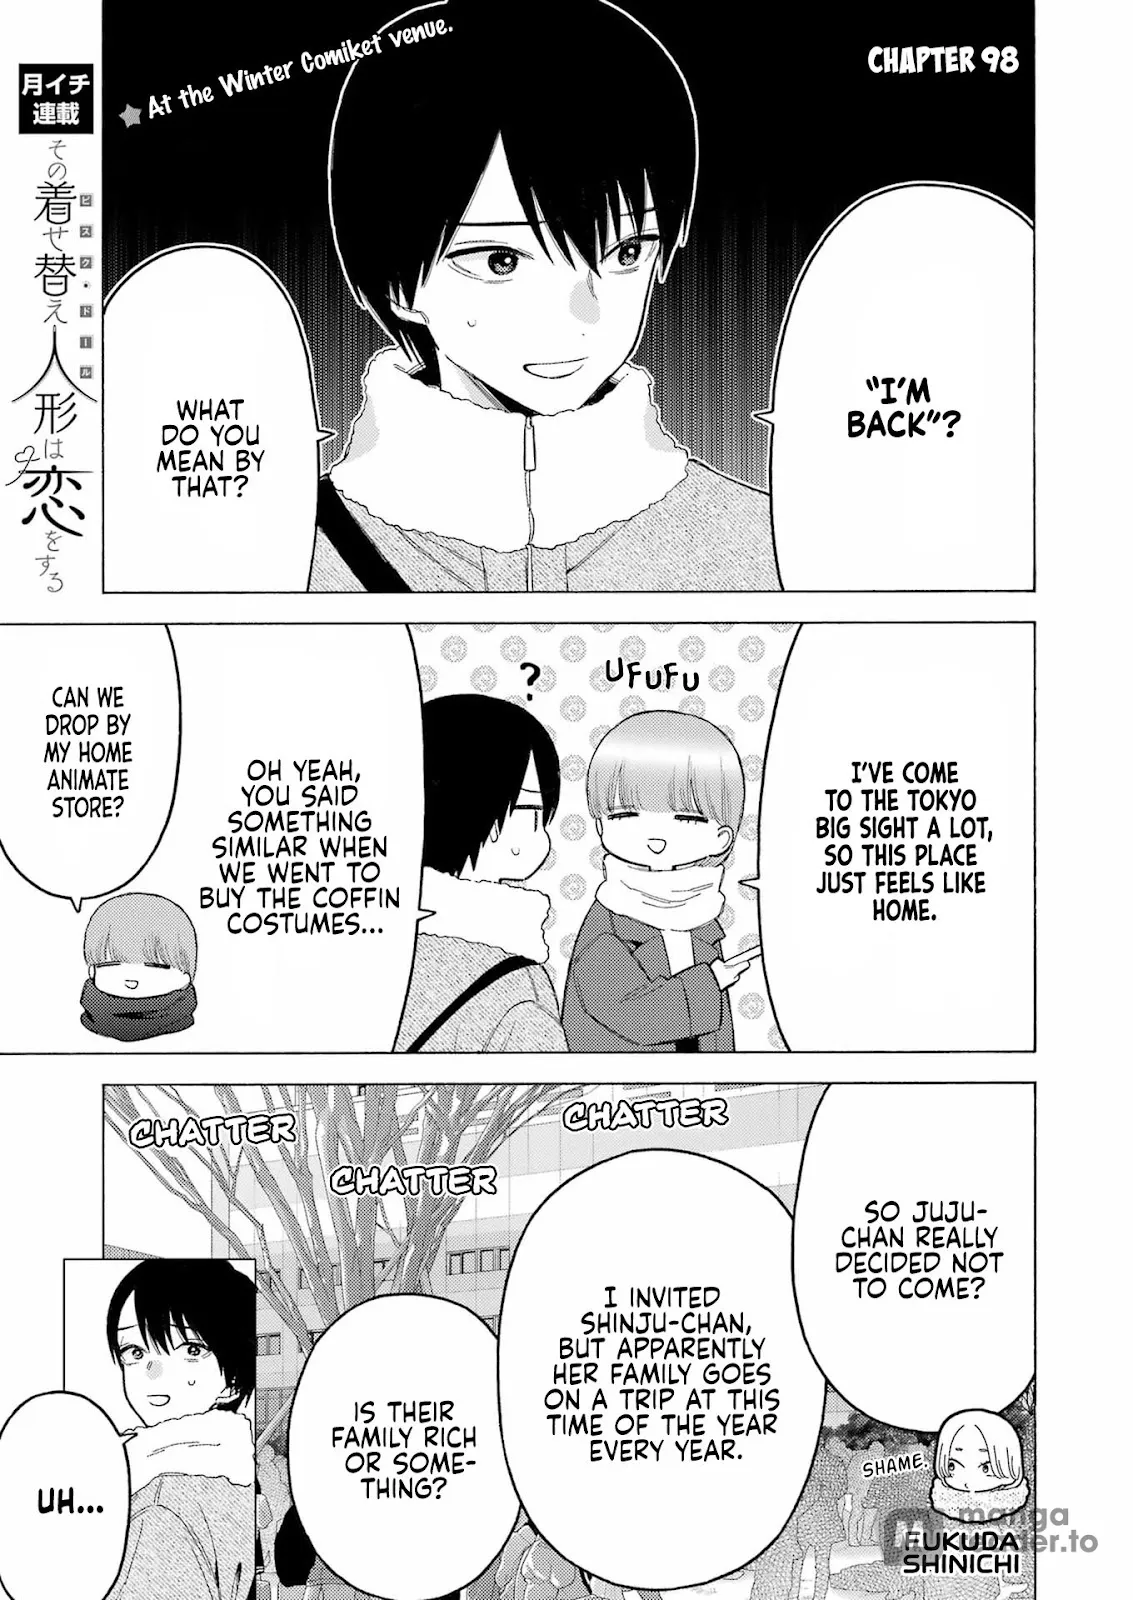 CHAPTER 98
At the Winter Comiket venue.
月イチ
連載
その着せ替え人形は恋をする
ビスク・ドール
"I'M
BACK"?
WHAT
DO YOU
MEAN BY
THAT?
I'VE COME
TO THE TOKYO
BIG SIGHT A LOT,
SO THIS PLACE
JUST FEELS LIKE
HOME.
UFUFU
?
OH YEAH,
YOU SAID
SOMETHING
SIMILAR WHEN
WE WENT TO
BUY THE COFFIN
COSTUMES...
CAN WE
DROP BY
MY HOME
ANIMATE
STORE?
CHATTER
CHATTER
CHATTER
SO JUJU-
CHAN REALLY
DECIDED NOT
TO COME?
SHAME.
I INVITED
SHINJU-CHAN,
BUT APPARENTLY
HER FAMILY GOES
ON A TRIP AT THIS
TIME OF THE YEAR
EVERY YEAR.
IS THEIR
FAMILY RICH
OR SOME-
THING?
UH...
FUKUDA
SHINICHI
manga
reader.to